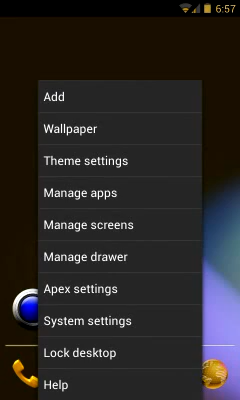 6:57
Add
Wallpaper
Theme settings
Manage apps
Manage screens
Manage drawer
Apex settings
System settings
Lock desktop
Help